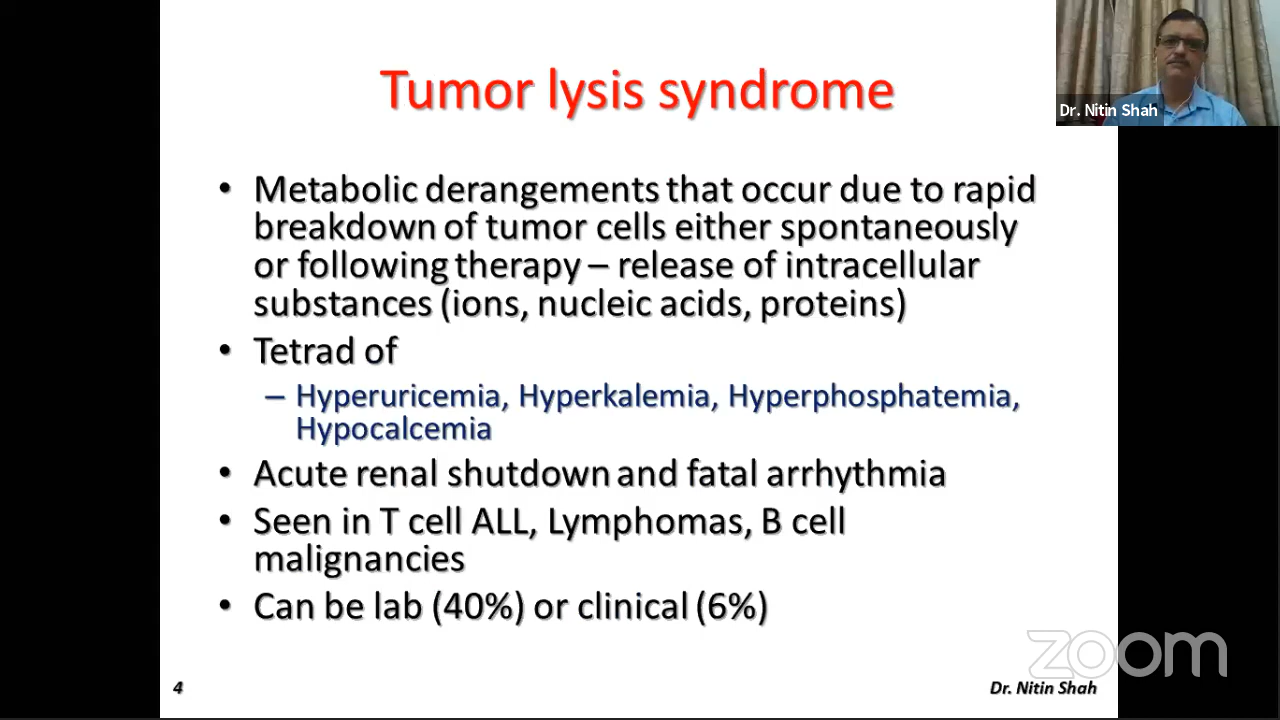 Tumor lysis syndrome
Dr. Nitin Shah
• Metabolic derangements that occur due to rapid
breakdown of tumor cells either spontaneously
or following therapy – release of intracellular
substances (ions, nucleic acids, proteins)
• Tetrad of
– Hyperuricemia, Hyperkalemia, Hyperphosphatemia,
Hypocalcemia
• Acute renal shutdown and fatal arrhythmia
• Seen in T cell ALL, Lymphomas, B cell
malignancies
• Can be lab (40%) or clinical (6%)
zoom
4
Dr. Nitin Shah